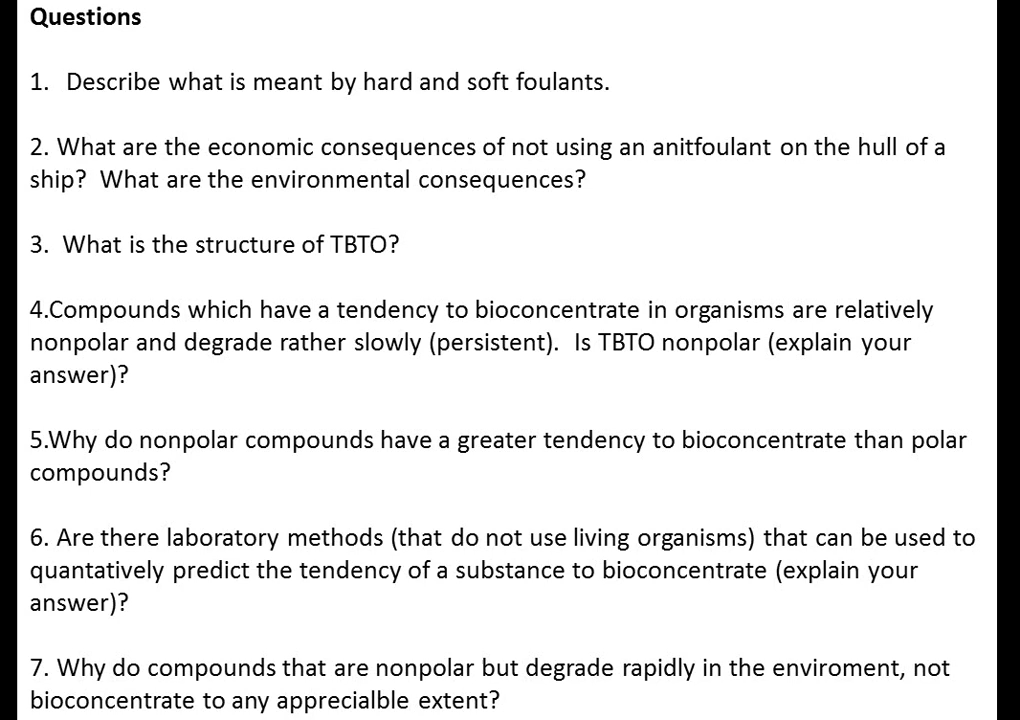 Questions
1. Describe what is meant by hard and soft foulants.
2. What are the economic consequences of not using an anitfoulant on the hull of a
ship? What are the environmental consequences?
3. What is the structure of TBTO?
4.Compounds which have a tendency to bioconcentrate in organisms are relatively
nonpolar and degrade rather slowly (persistent). Is TBTO nonpolar (explain your
answer)?
5.Why do nonpolar compounds have a greater tendency to bioconcentrate than polar
compounds?
6. Are there laboratory methods (that do not use living organisms) that can be used to
quantatively predict the tendency of a substance to bioconcentrate (explain your
answer)?
7. Why do compounds that are nonpolar but degrade rapidly in the enviroment, not
bioconcentrate to any apprecialble extent?